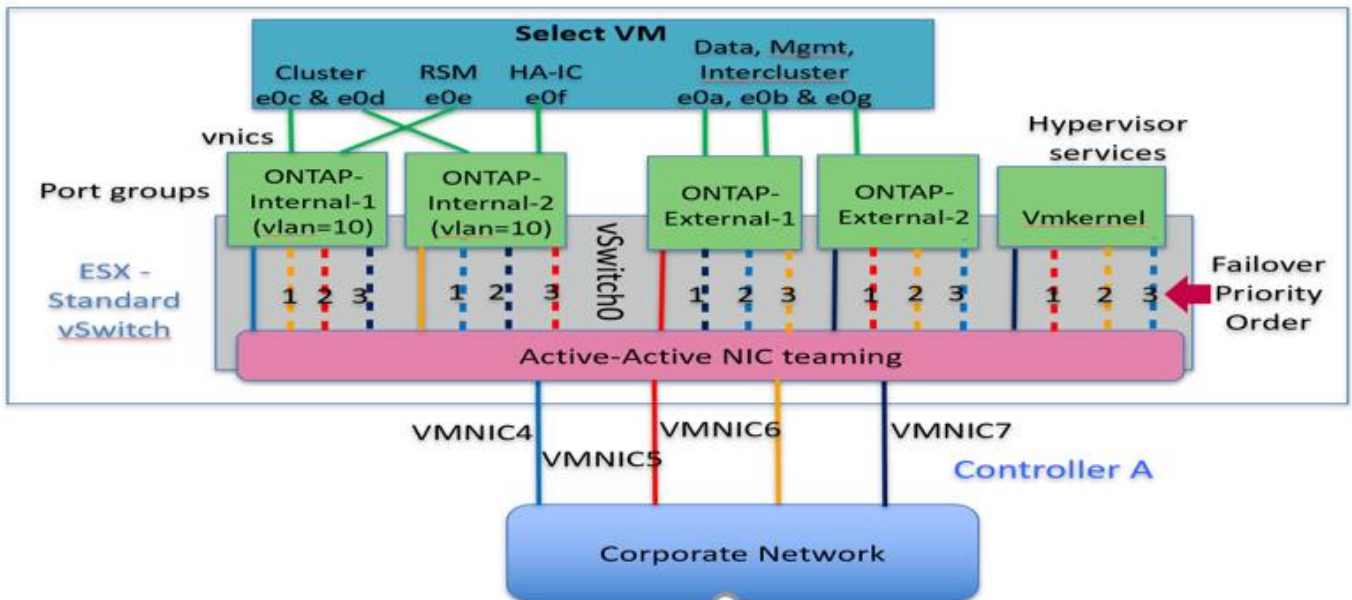 Select VM
Cluster
e0c & e0d
RSM
e0e
HA-IC
e0f
Data, Mgmt,
Intercluster
e0a, e0b & e0g
vnics
Hypervisor
services
Port groups
ONTAP-
Internal-1
(vlan=10)
ONTAP-
Internal-2
(vlan=10)
ONTAP-
External-1
ONTAP-
External-2
Vmkernel
vSwitch0
ESX -
Standard
vSwitch
1 2 3
1 2 3
1 2 3
1 2 3
1 2 3
Failover
Priority
Order
Active-Active NIC teaming
VMNIC4
VMNIC5
VMNIC6
VMNIC7
Controller A
Corporate Network